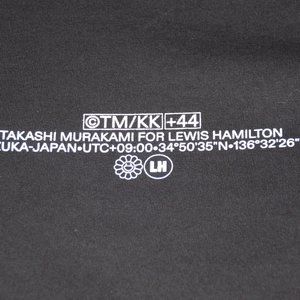 ©TM/KK +44
TAKASHI MURAKAMI FOR LEWIS HAMILTON
ZUKA-JAPAN•UTC+09:00•34°50'35"N•136°32'26"
LH